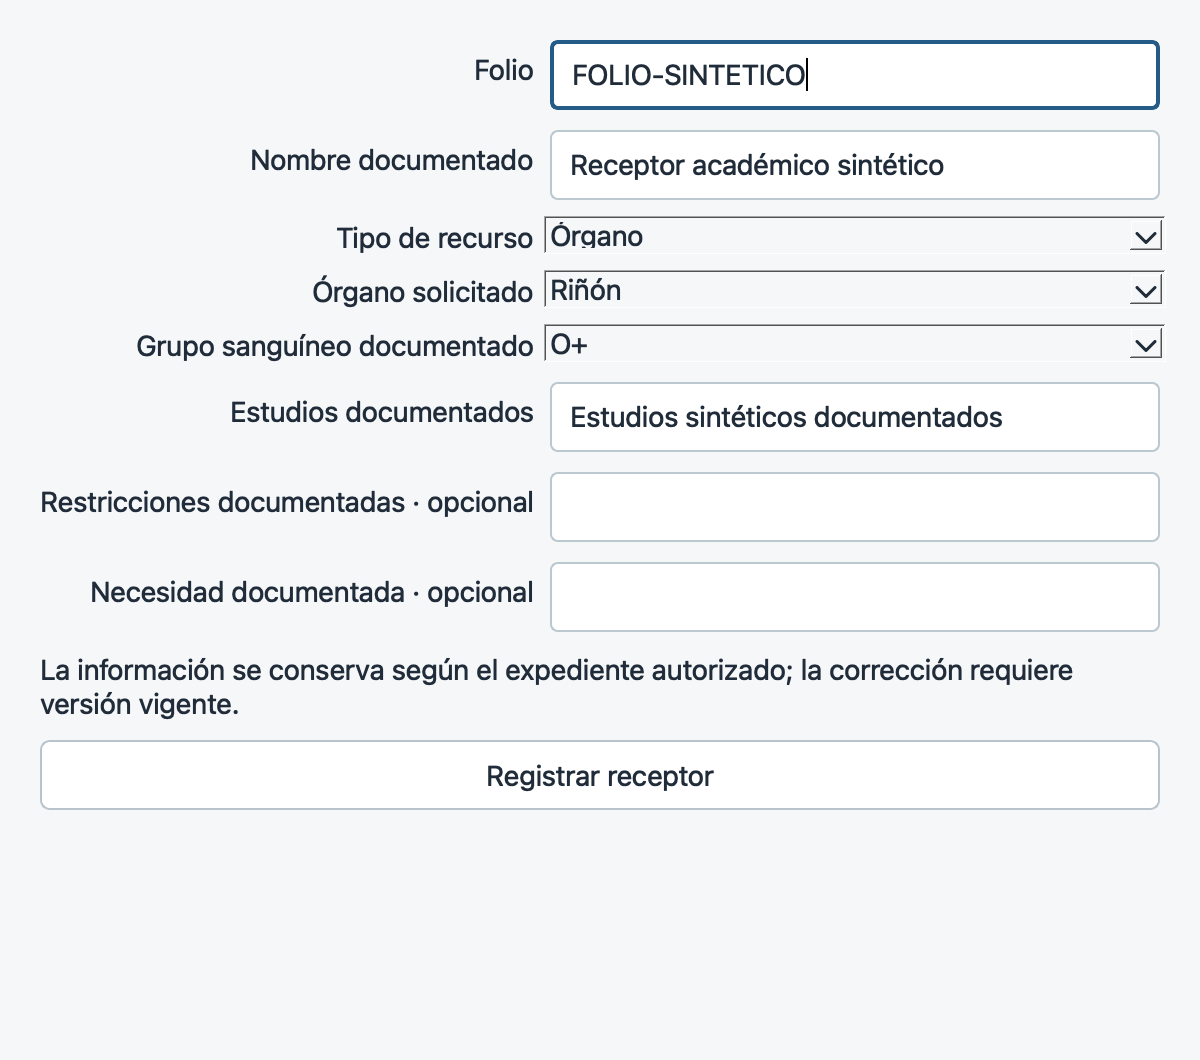 Folio FOLIO-SINTETICO
Nombre documentado Receptor académico sintético
Tipo de recurso Órgano
Órgano solicitado Riñón
Grupo sanguíneo documentado O+
Estudios documentados Estudios sintéticos documentados
Restricciones documentadas · opcional
Necesidad documentada · opcional
La información se conserva según el expediente autorizado; la corrección requiere
versión vigente.
Registrar receptor